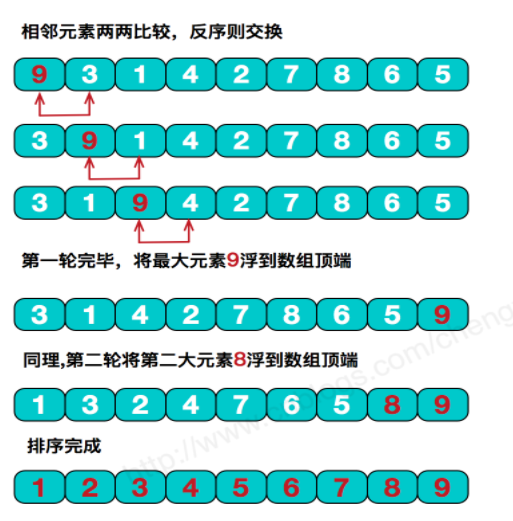 相邻元素两两比较，反序则交换
9 3 1 4 2 7 8 6 5
3 9 1 4 2 7 8 6 5
3 1 9 4 2 7 8 6 5
第一轮完毕，将最大元素9浮到数组顶端
3 1 4 2 7 8 6 5 9
同理,第二轮将第二大元素8浮到数组顶端
1 3 2 4 7 6 5 8 9
排序完成
1 2 3 4 5 6 7 8 9